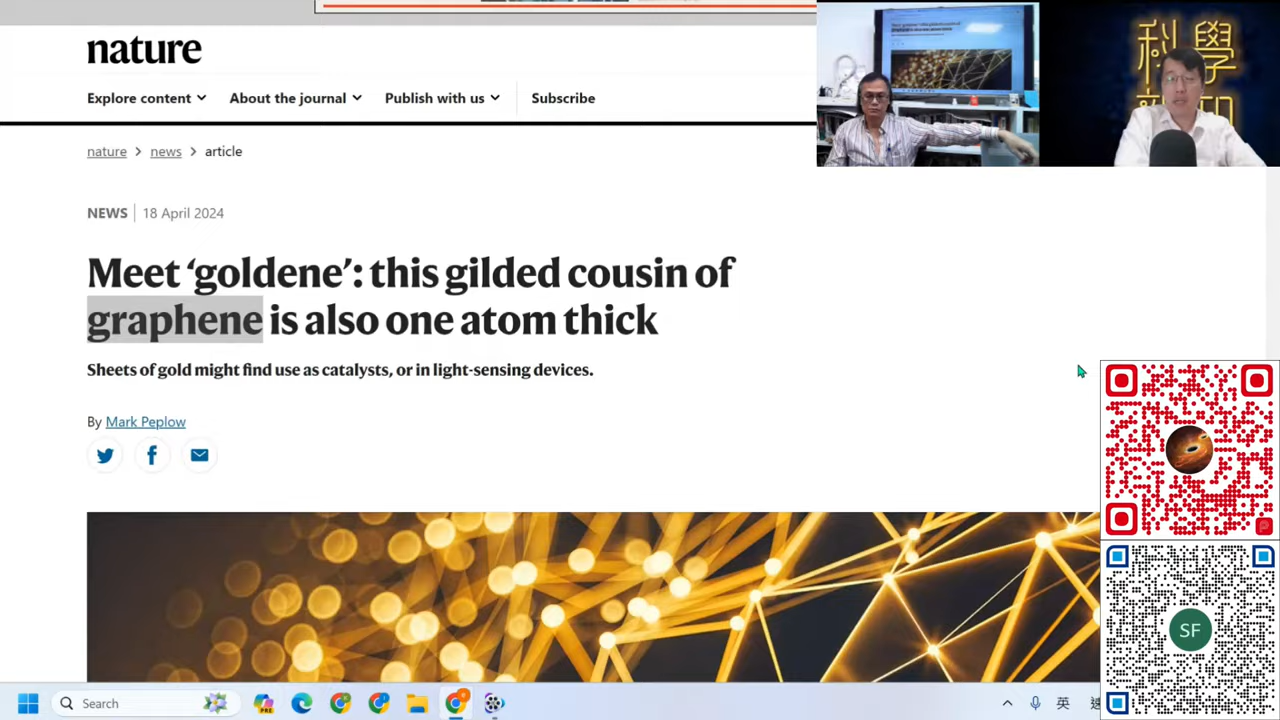 nature
Explore content
About the journal
Publish with us
Subscribe
nature > news > article
NEWS
18 April 2024
Meet ‘goldene’: this gilded cousin of
graphene is also one atom thick
Sheets of gold might find use as catalysts, or in light-sensing devices.
By Mark Peplow
科學
SF
Search
PRE
英